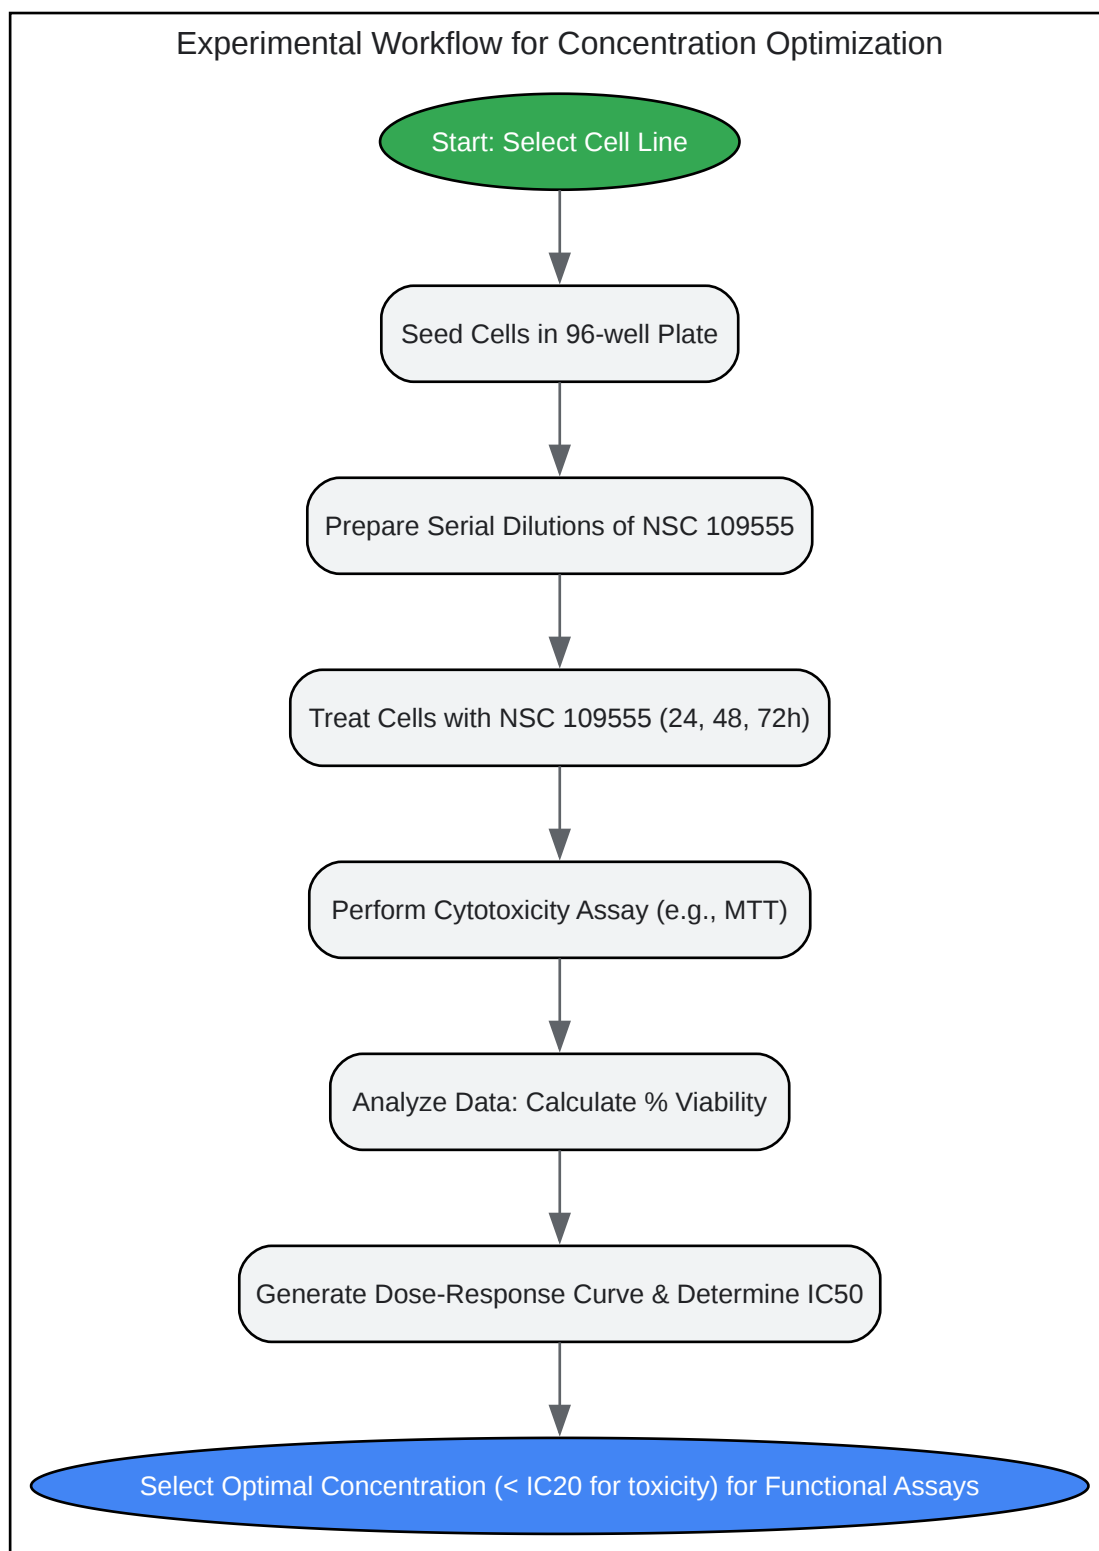 Experimental Workflow for Concentration Optimization
Start: Select Cell Line
Seed Cells in 96-well Plate
Prepare Serial Dilutions of NSC 109555
Treat Cells with NSC 109555 (24, 48, 72h)
Perform Cytotoxicity Assay (e.g., MTT)
Analyze Data: Calculate % Viability
Generate Dose-Response Curve & Determine IC50
Select Optimal Concentration (< IC20 for toxicity) for Functional Assays